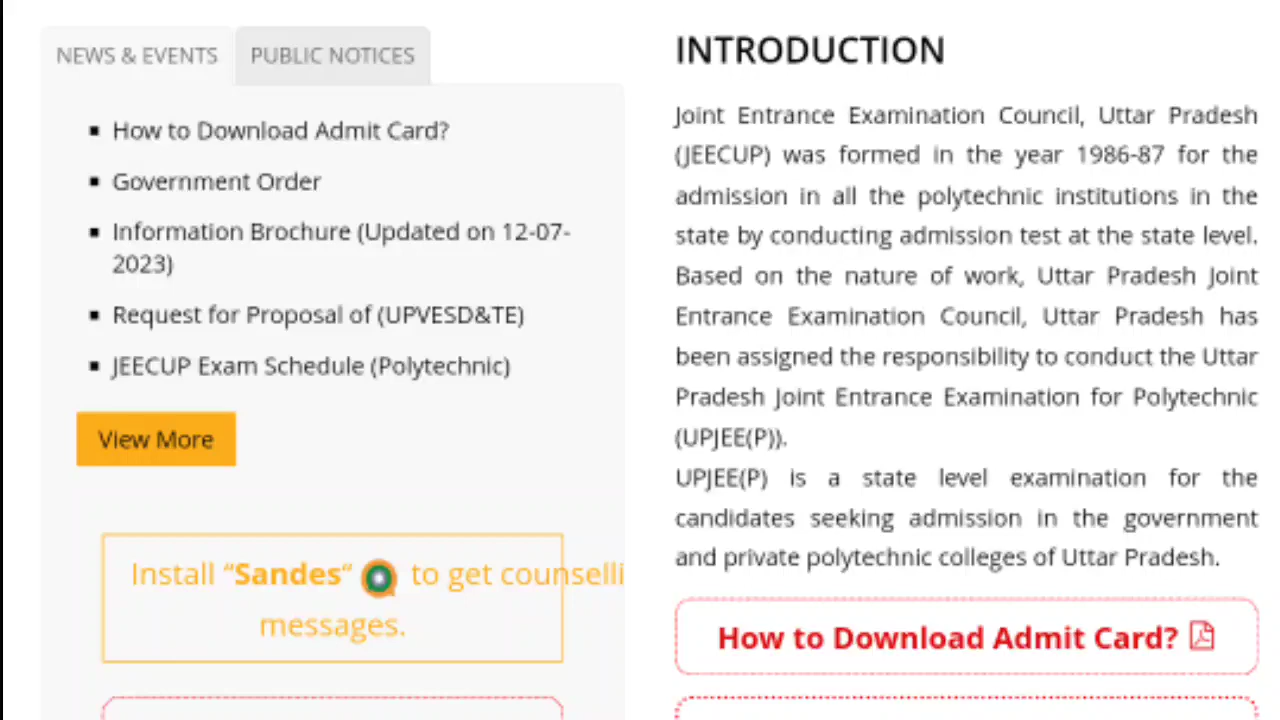 NEWS & EVENTS
PUBLIC NOTICES
How to Download Admit Card?
Government Order
Information Brochure (Updated on 12-07-
2023)
Request for Proposal of (UPVESD&TE)
JEECUP Exam Schedule (Polytechnic)
View More
Install “Sandes“ to get counselli
messages.
INTRODUCTION
Joint Entrance Examination Council, Uttar Pradesh
(JEECUP) was formed in the year 1986-87 for the
admission in all the polytechnic institutions in the
state by conducting admission test at the state level.
Based on the nature of work, Uttar Pradesh Joint
Entrance Examination Council, Uttar Pradesh has
been assigned the responsibility to conduct the Uttar
Pradesh Joint Entrance Examination for Polytechnic
(UPJEE(P)).
UPJEE(P) is a state level examination for the
candidates seeking admission in the government
and private polytechnic colleges of Uttar Pradesh.
How to Download Admit Card?